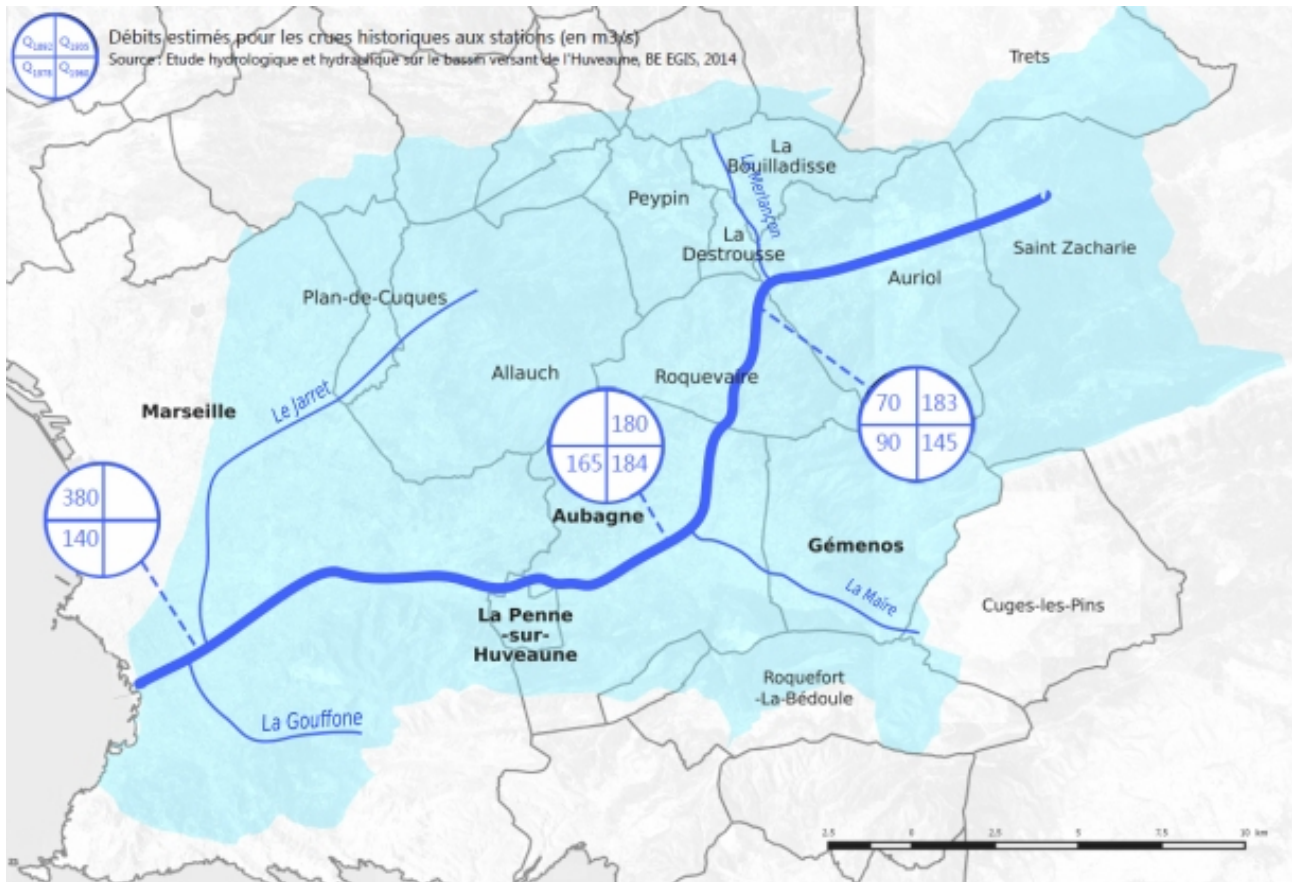 Q1892 Q1935
Q1978 Q1960
Débits estimés pour les crues historiques aux stations (en m3/s)
Source : Etude hydrologique et hydraulique sur le bassin versant de l'Huveaune, BE EGIS, 2014
Trets
La
Bouilladisse
Le Merlançon
Peypin
La
Destrousse
Saint Zacharie
Auriol
Plan-de-Cuques
Allauch
Roquevaire
Le Jarret
Marseille
70 183
90 145
180
165 184
380
140
Aubagne
Gémenos
La Maïre
Cuges-les-Pins
La Penne
-sur-
Huveaune
Roquefort
-La-Bédoule
La Gouffone
2.5 0 2.5 5 7.5 10 km